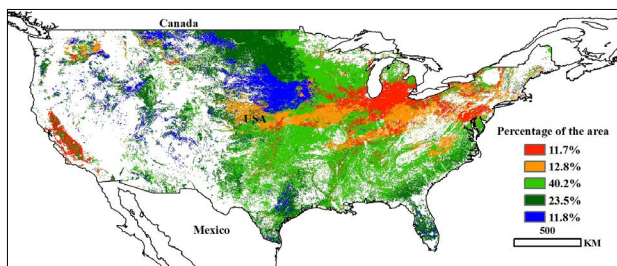 Canada
USA
Percentage of the area
11.7%
12.8%
40.2%
23.5%
11.8%
500
KM
Mexico